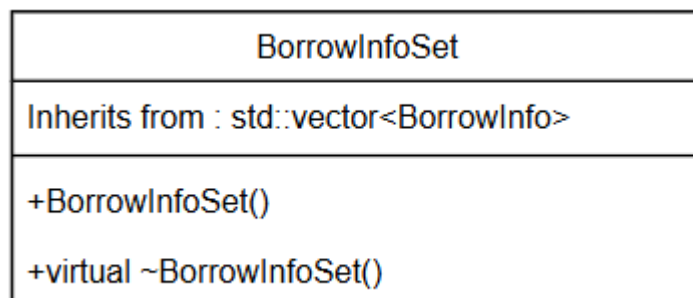 BorrowInfoSet
Inherits from : std::vector<BorrowInfo>
+BorrowInfoSet()
+virtual ~BorrowInfoSet()